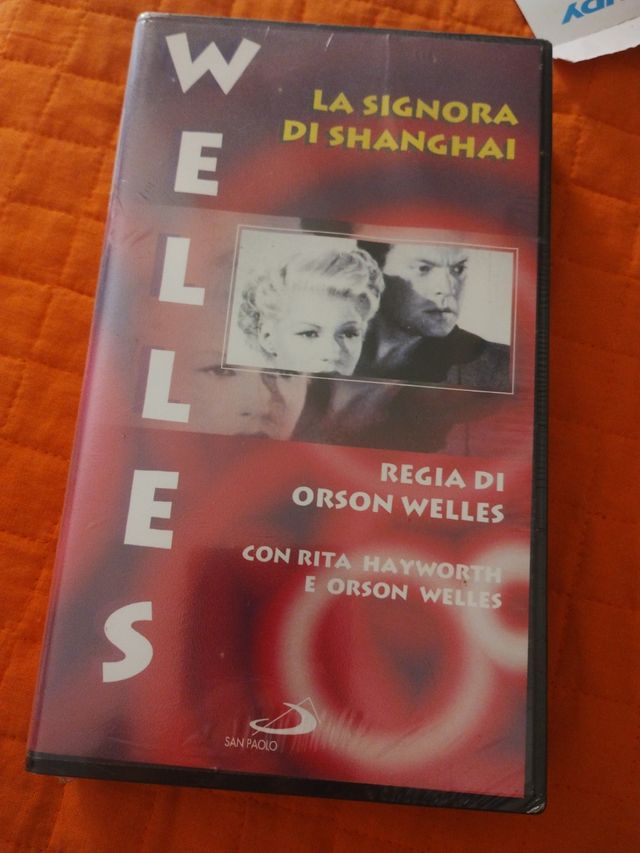 WELLES
LA SIGNORA
DI SHANGHAI
REGIA DI
ORSON WELLES
CON RITA HAYWORTH
E ORSON WELLES
SAN PAOLO